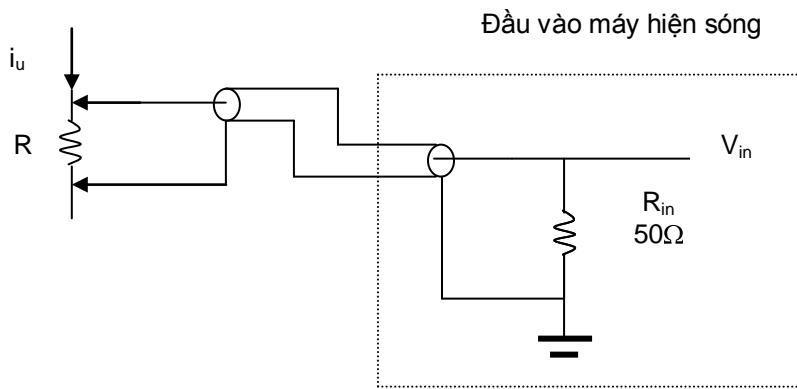 Đầu vào máy hiện sóng
iᵤ
R
Vᵢₙ
Rᵢₙ
50Ω